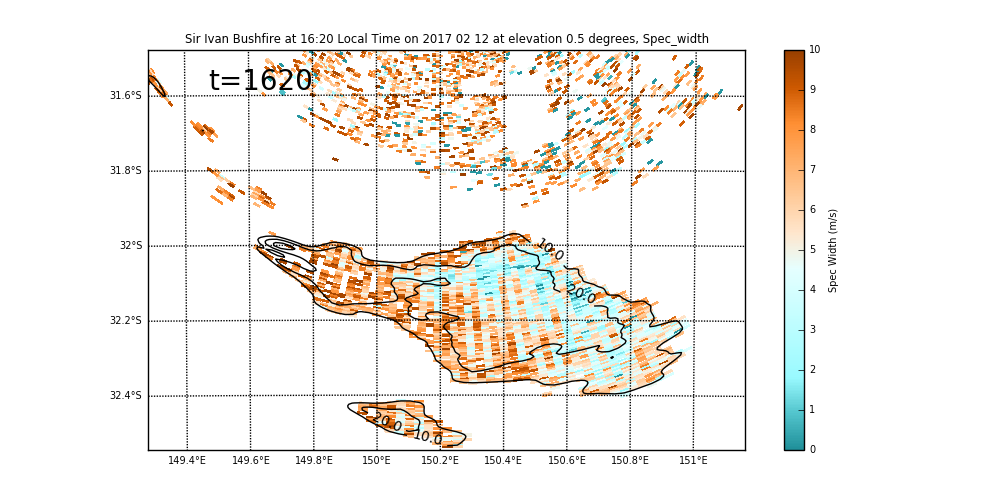 Sir Ivan Bushfire at 16:20 Local Time on 2017 02 12 at elevation 0.5 degrees, Spec_width
t=1620
31.6°S
31.8°S
32°S
32.2°S
32.4°S
10.0
20.0
20.0
10.0
149.4°E 149.6°E 149.8°E 150°E 150.2°E 150.4°E 150.6°E 150.8°E 151°E
10
9
8
7
6
5
4
3
2
1
0
Spec Width (m/s)